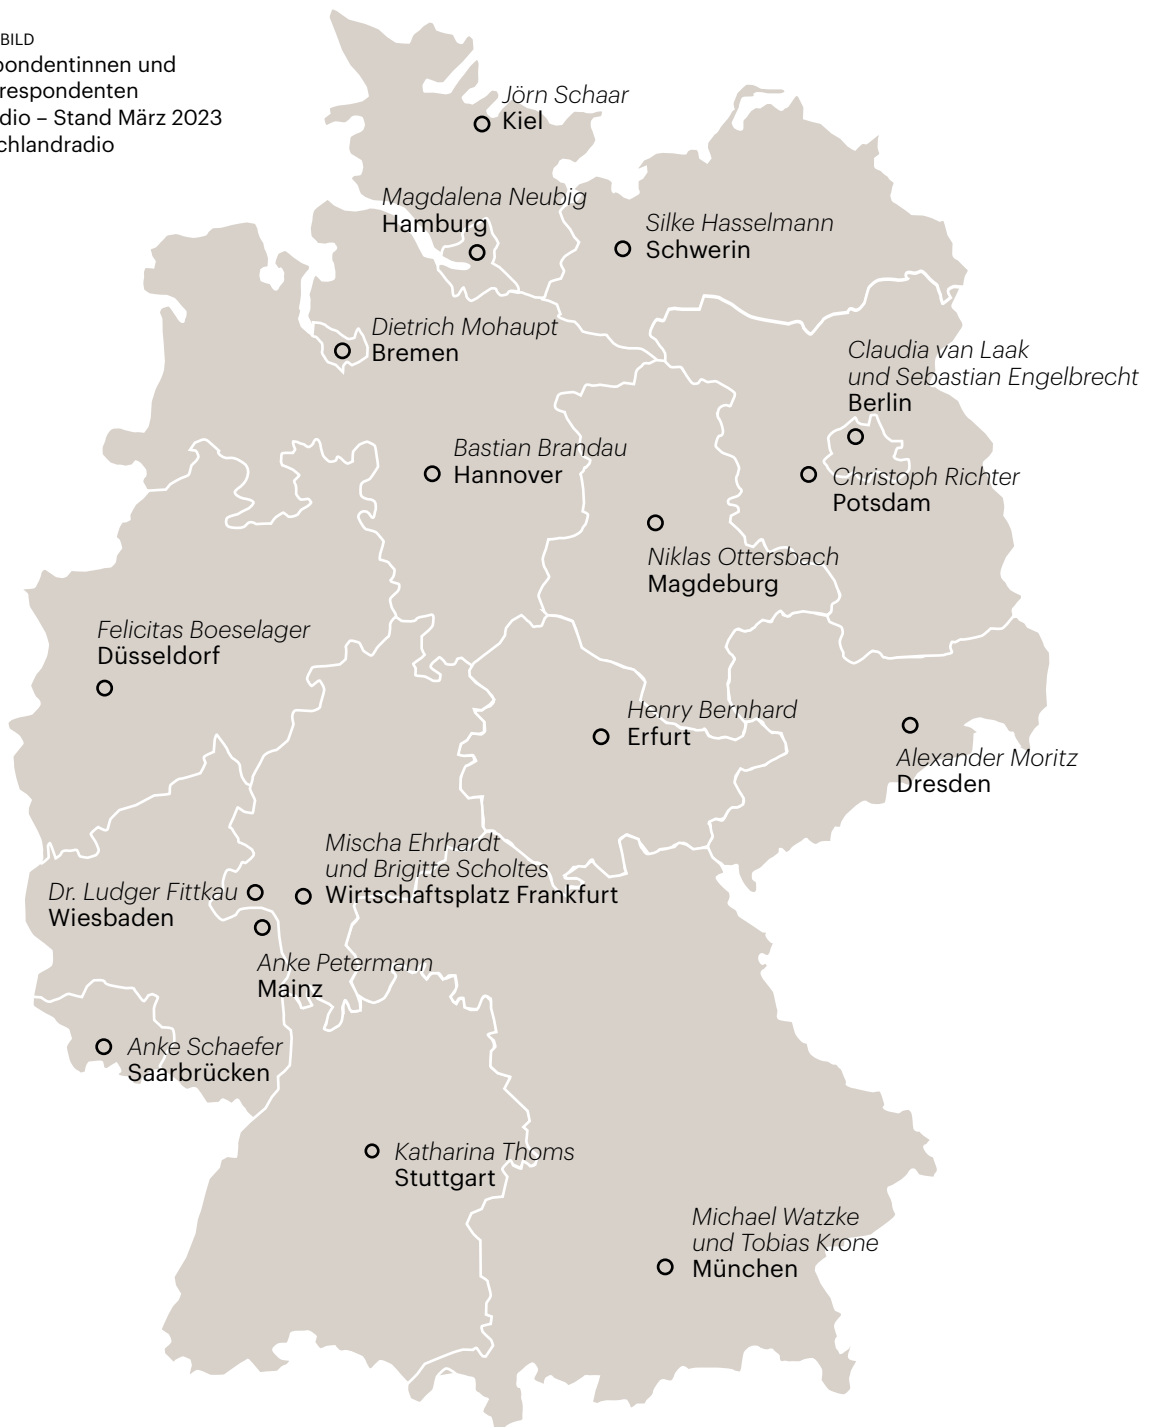 BILD
pondentinnen und
respondenten
dio – Stand März 2023
chlandradio
Jörn Schaar
Kiel
Magdalena Neubig
Hamburg
Silke Hasselmann
Schwerin
Dietrich Mohaupt
Bremen
Claudia van Laak
und Sebastian Engelbrecht
Berlin
Bastian Brandau
Hannover
Christoph Richter
Potsdam
Niklas Ottersbach
Magdeburg
Felicitas Boeselager
Düsseldorf
Henry Bernhard
Erfurt
Alexander Moritz
Dresden
Mischa Ehrhardt
und Brigitte Scholtes
Wirtschaftsplatz Frankfurt
Dr. Ludger Fittkau
Wiesbaden
Anke Petermann
Mainz
Anke Schaefer
Saarbrücken
Katharina Thoms
Stuttgart
Michael Watzke
und Tobias Krone
München